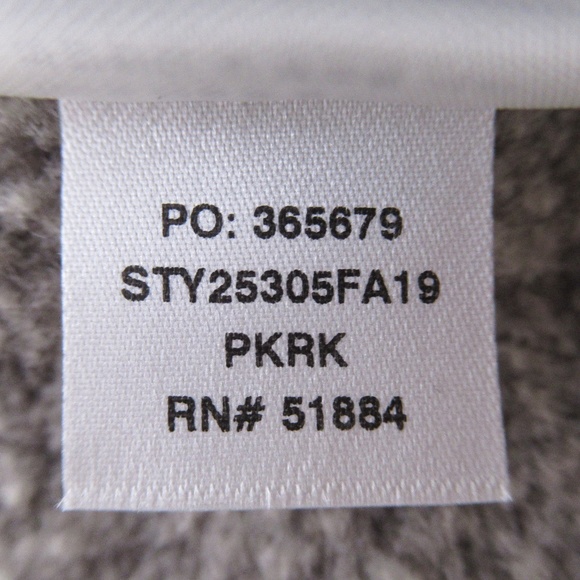 PO: 365679
STY25305FA19
PKRK
RN# 51884